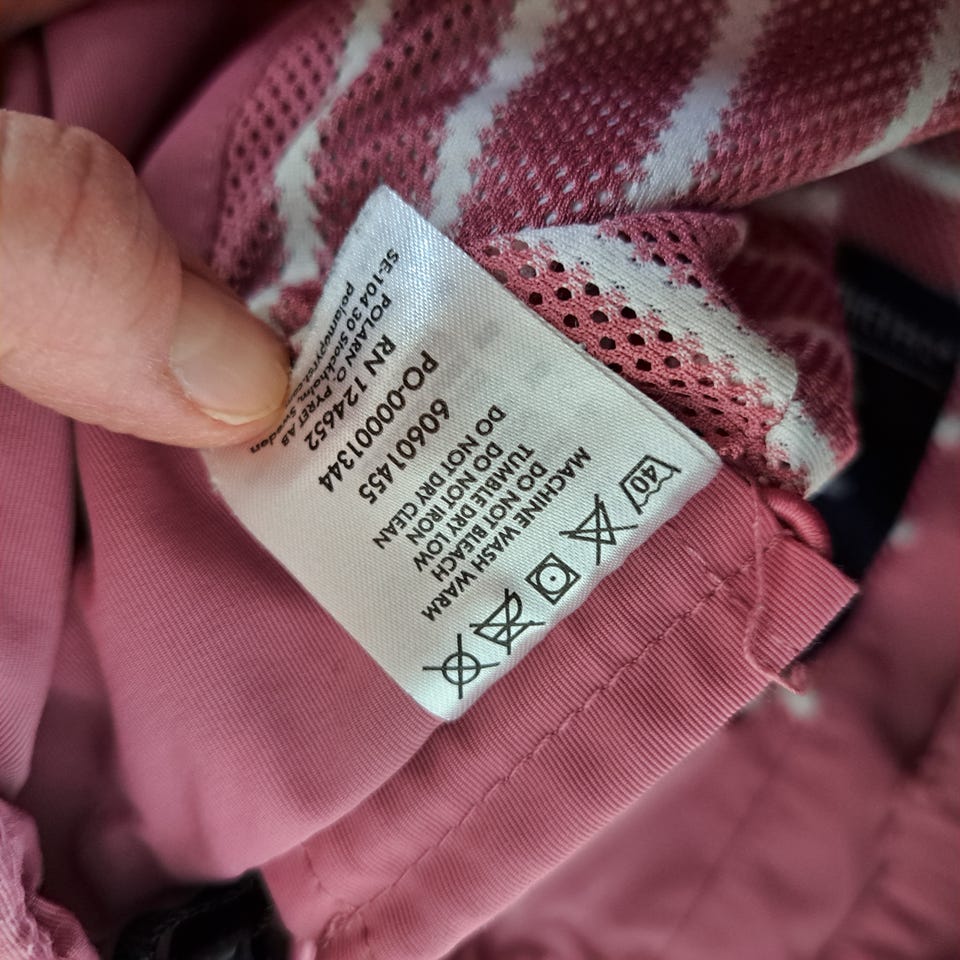 40
MACHINE WASH WARM
DO NOT BLEACH
TUMBLE DRY LOW
DO NOT IRON
DO NOT DRY CLEAN
60601455
PO-00001344
RN 124652
POLARN O. PYRET AB
SE-104 30 Stockholm, Sweden